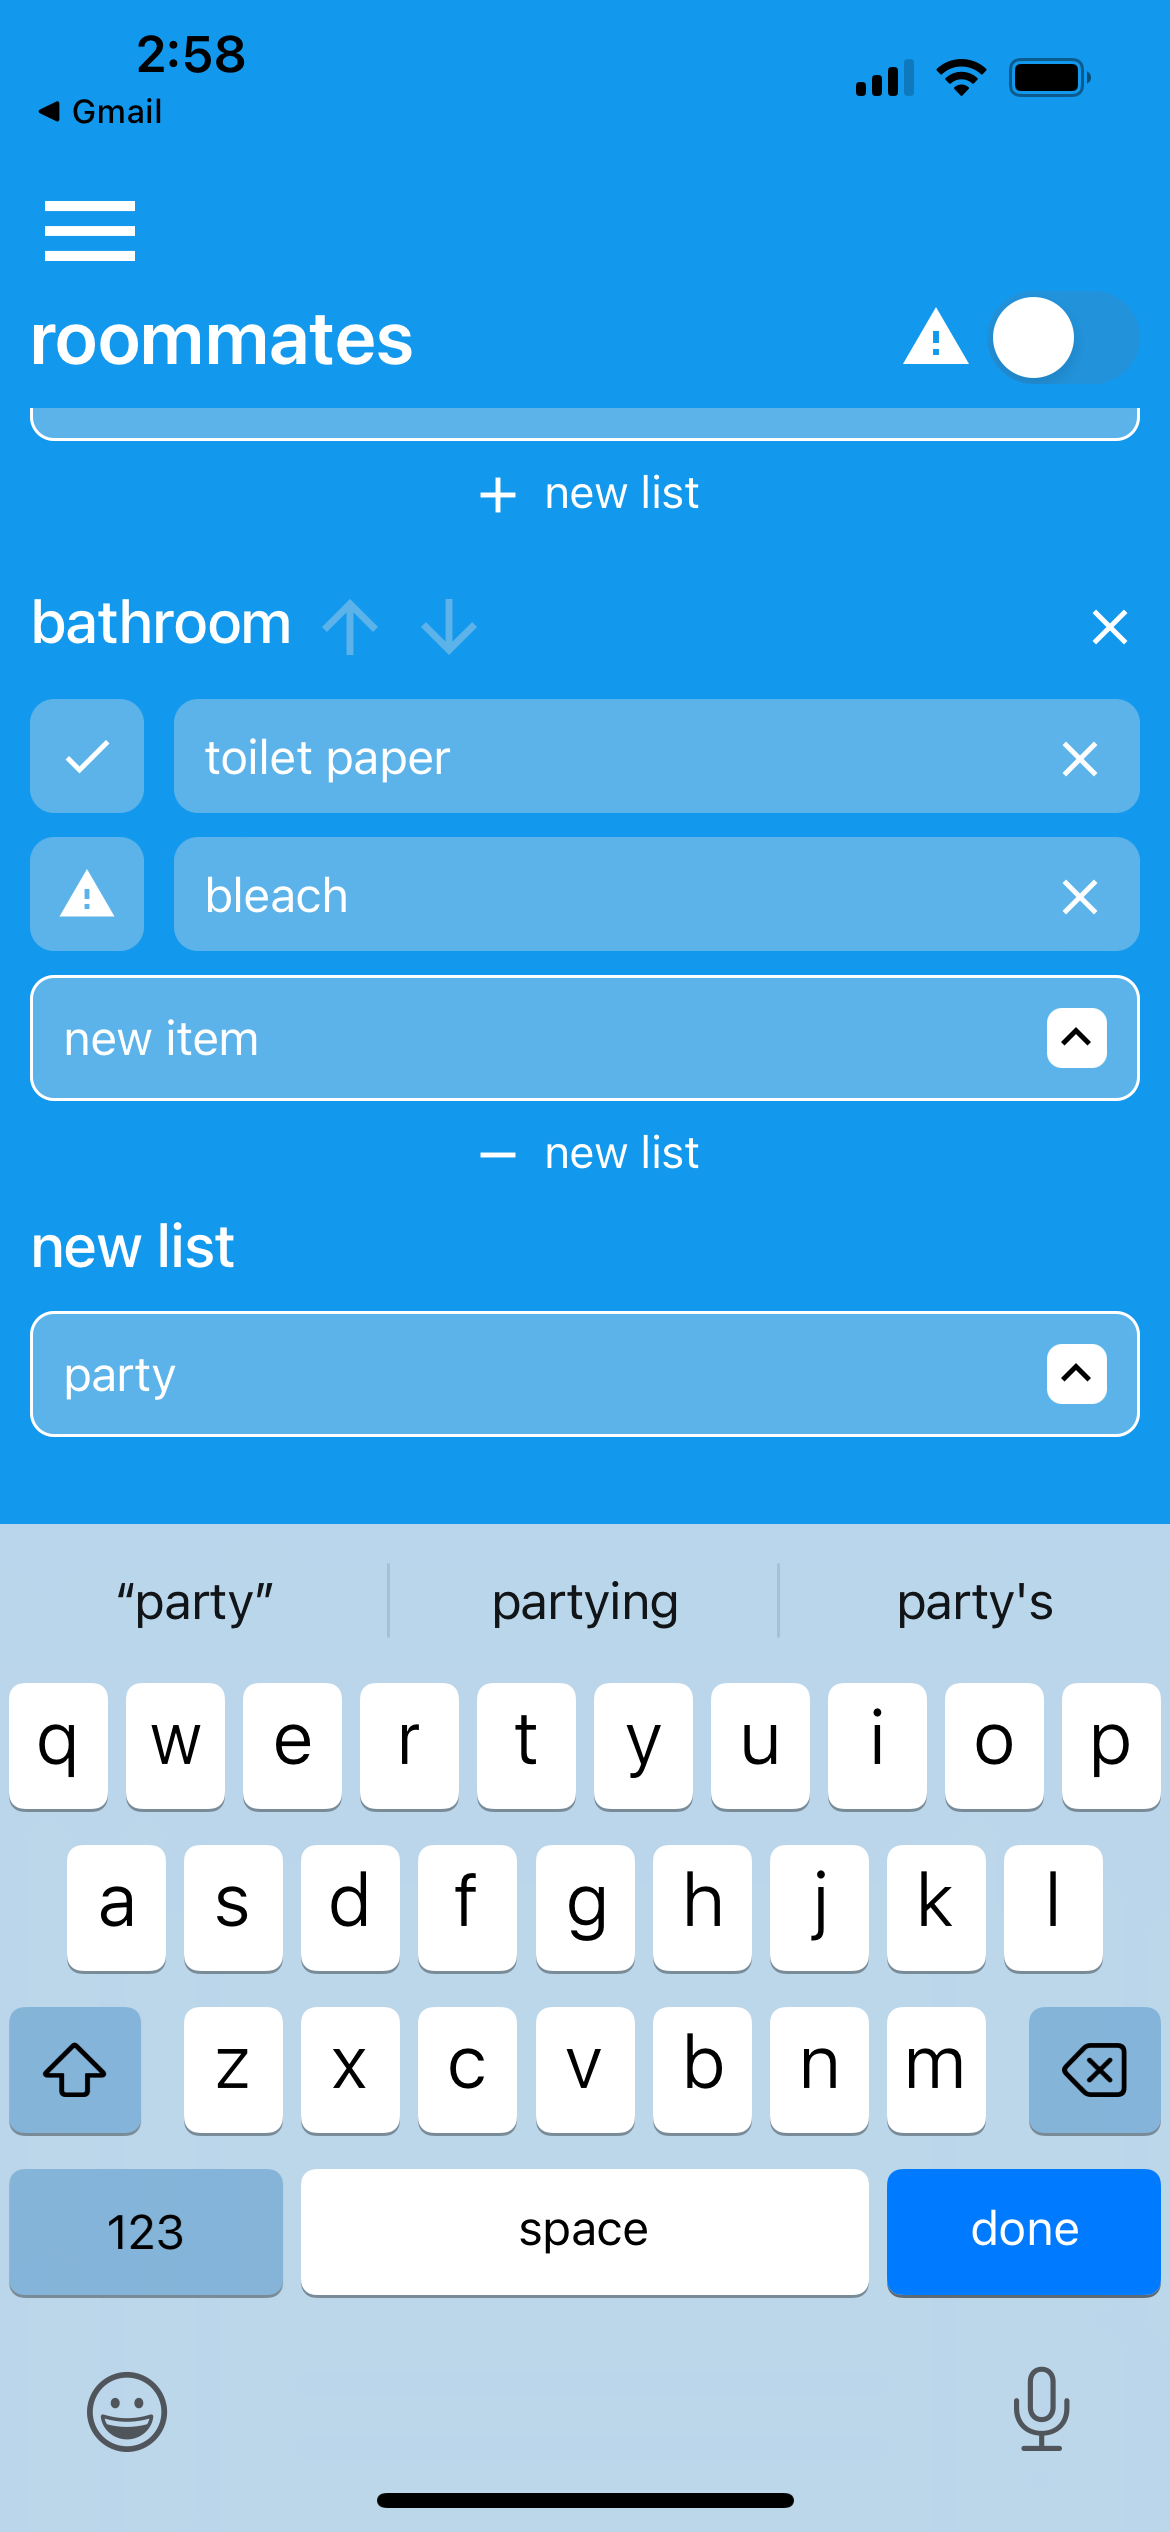 2:58
Gmail
roommates
new list
bathroom
toilet paper
bleach
new item
new list
new list
party
“party” partying party's
q w e r t y u i o p
a s d f g h j k l
z x c v b n m
123 space done